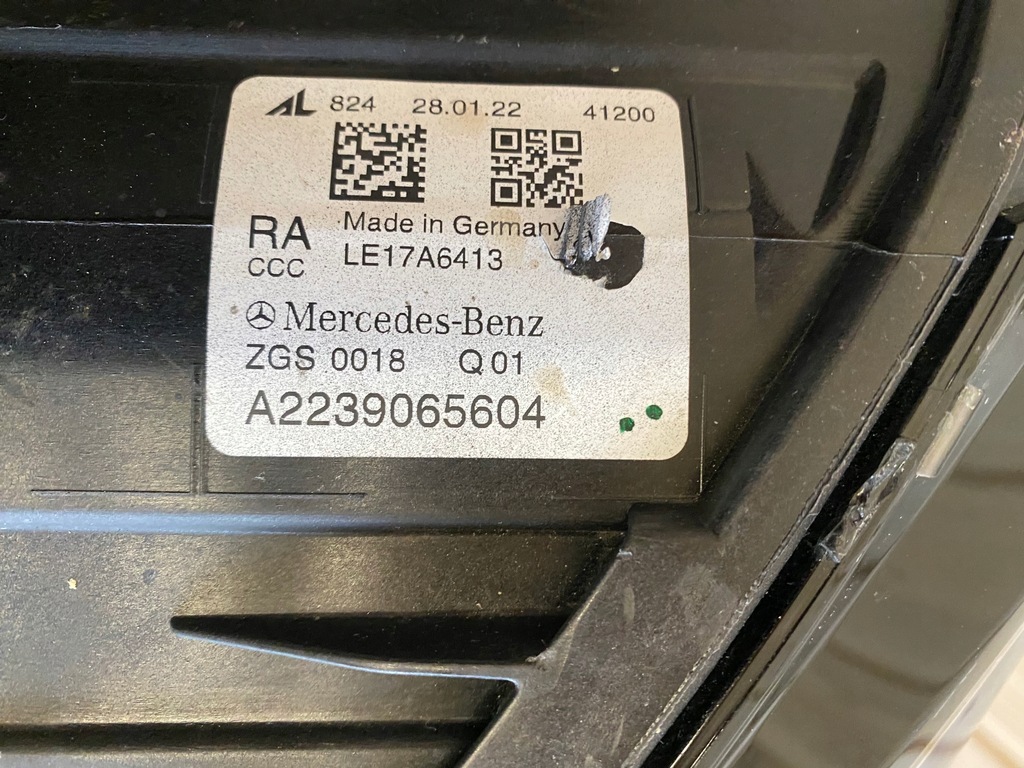 AL 824 28.01.22 41200
RA Made in Germany
CCC LE17A6413
Mercedes-Benz
ZGS 0018 Q 01
A2239065604